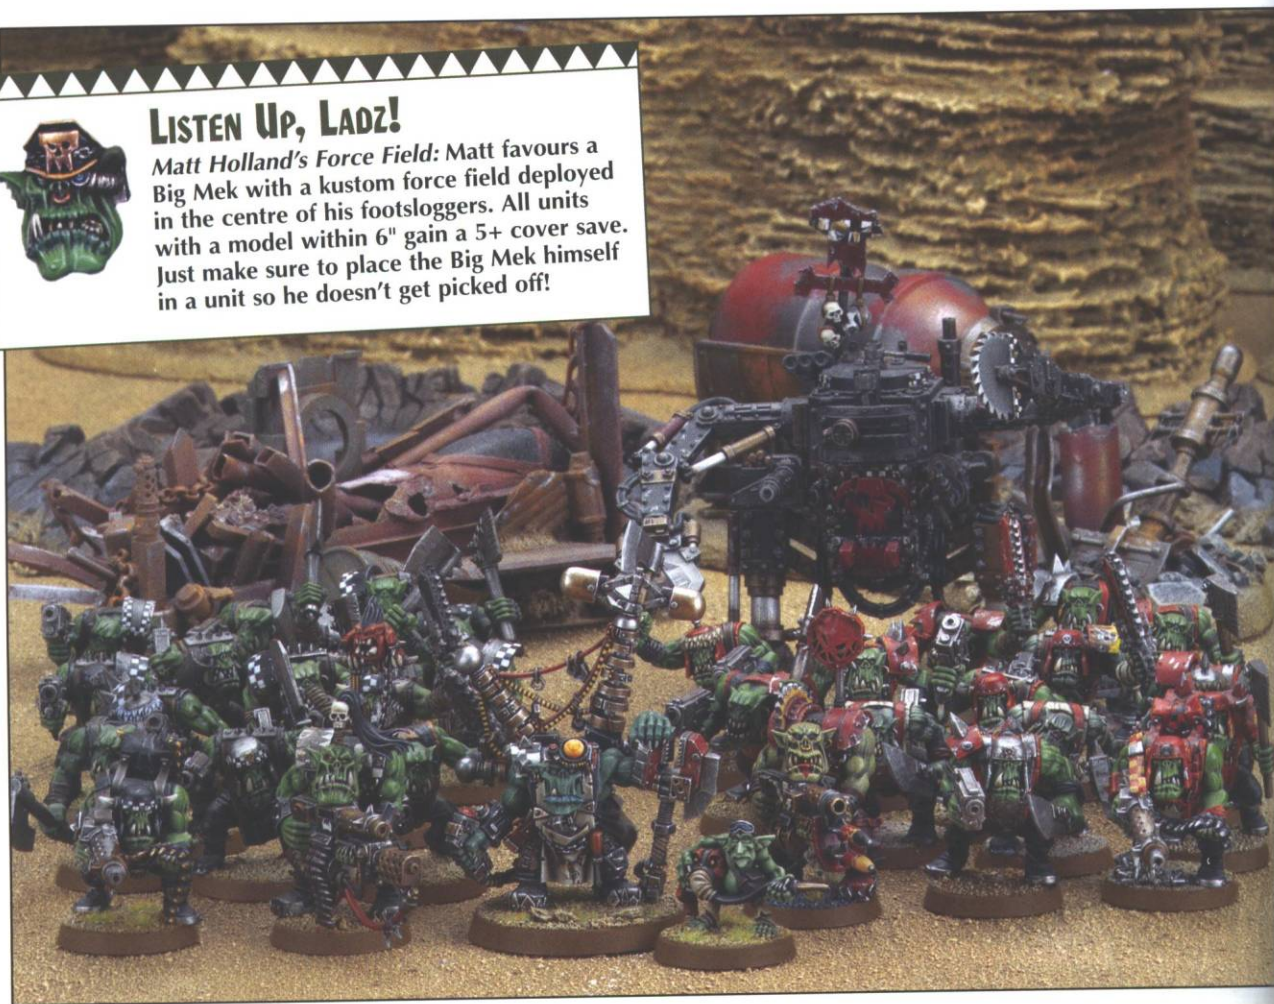 LISTEN UP, LADZ!
Matt Holland's Force Field: Matt favours a
Big Mek with a kustom force field deployed
in the centre of his footsloggers. All units
with a model within 6" gain a 5+ cover save.
Just make sure to place the Big Mek himself
in a unit so he doesn't get picked off!